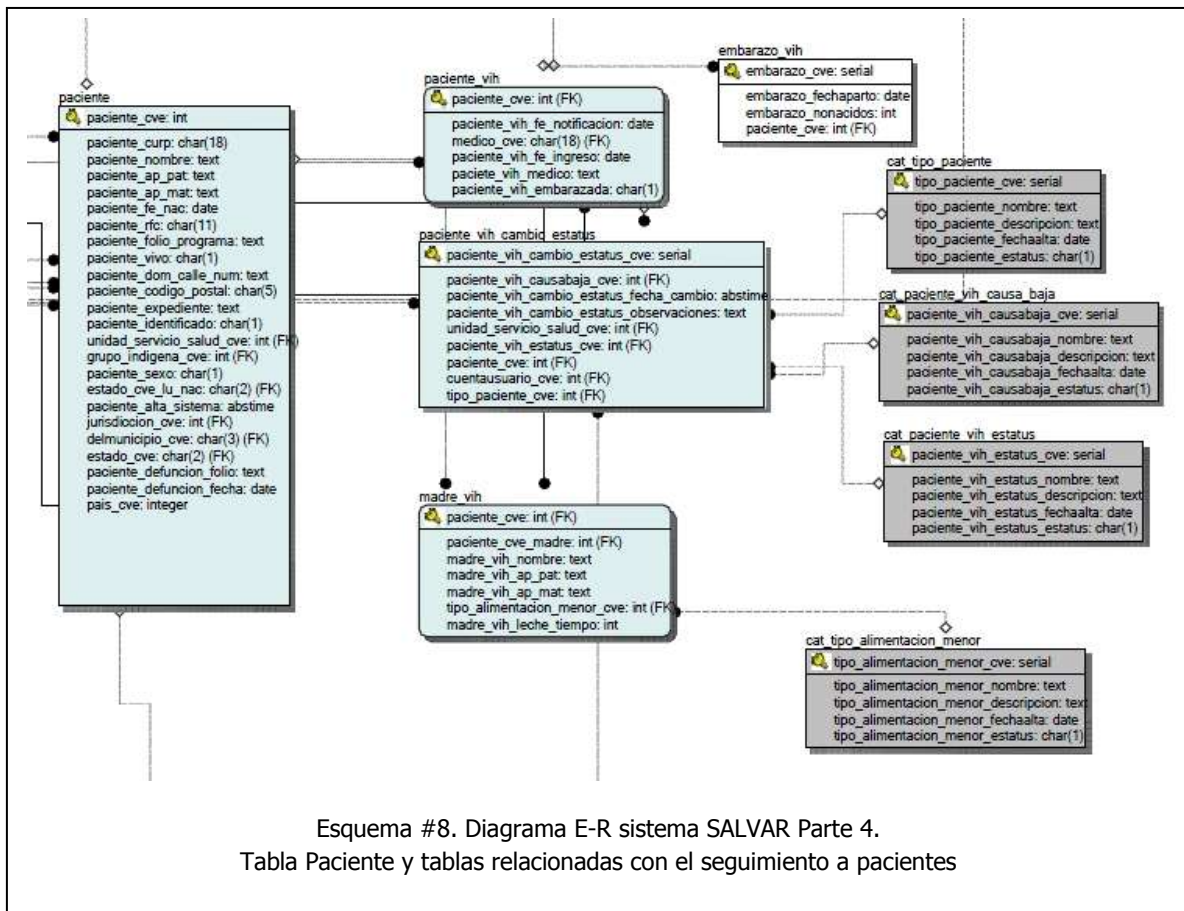 paciente
paciente_cve: int
paciente_curp: char(18)
paciente_nombre: text
paciente_ap_pat: text
paciente_ap_mat: text
paciente_fe_nac: date
paciente_rfc: char(11)
paciente_folio_programa: text
paciente_vivo: char(1)
paciente_dom_calle_num: text
paciente_codigo_postal: char(5)
paciente_expediente: text
paciente_identificado: char(1)
unidad_servicio_salud_cve: int (FK)
grupo_indigena_cve: int (FK)
paciente_sexo: char(1)
estado_cve_lu_nac: char(2) (FK)
paciente_alta_sistema: abstime
jurisdiccion_cve: int (FK)
delmunicipio_cve: char(3) (FK)
estado_cve: char(2) (FK)
paciente_defuncion_folio: text
paciente_defuncion_fecha: date
pais_cve: integer
paciente_vih
paciente_cve: int (FK)
paciente_vih_fe_notificacion: date
medico_cve: char(18) (FK)
paciente_vih_fe_ingreso: date
paciete_vih_medico: text
paciente_vih_embarazada: char(1)
paciente_vih_cambio_estatus
paciente_vih_cambio_estatus_cve: serial
paciente_vih_causabaja_cve: int (FK)
paciente_vih_cambio_estatus_fecha_cambio: abstime
paciente_vih_cambio_estatus_observaciones: text
unidad_servicio_salud_cve: int (FK)
paciente_vih_estatus_cve: int (FK)
paciente_cve: int (FK)
cuentausuario_cve: int (FK)
tipo_paciente_cve: int (FK)
madre_vih
paciente_cve: int (FK)
paciente_cve_madre: int (FK)
madre_vih_nombre: text
madre_vih_ap_pat: text
madre_vih_ap_mat: text
tipo_alimentacion_menor_cve: int (FK)
madre_vih_leche_tiempo: int
embarazo_vih
embarazo_cve: serial
embarazo_fechaparto: date
embarazo_nonacidos: int
paciente_cve: int (FK)
cat_tipo_paciente
tipo_paciente_cve: serial
tipo_paciente_nombre: text
tipo_paciente_descripcion: text
tipo_paciente_fechaalta: date
tipo_paciente_estatus: char(1)
cat_paciente_vih_causa_baja
paciente_vih_causabaja_cve: serial
paciente_vih_causabaja_nombre: text
paciente_vih_causabaja_descripcion: text
paciente_vih_causabaja_fechaalta: date
paciente_vih_causabaja_estatus: char(1)
cat_paciente_vih_estatus
paciente_vih_estatus_cve: serial
paciente_vih_estatus_nombre: text
paciente_vih_estatus_descripcion: text
paciente_vih_estatus_fechaalta: date
paciente_vih_estatus_estatus: char(1)
cat_tipo_alimentacion_menor
tipo_alimentacion_menor_cve: serial
tipo_alimentacion_menor_nombre: text
tipo_alimentacion_menor_descripcion: text
tipo_alimentacion_menor_fechaalta: date
tipo_alimentacion_menor_estatus: char(1)
Esquema #8. Diagrama E-R sistema SALVAR Parte 4.
Tabla Paciente y tablas relacionadas con el seguimiento a pacientes